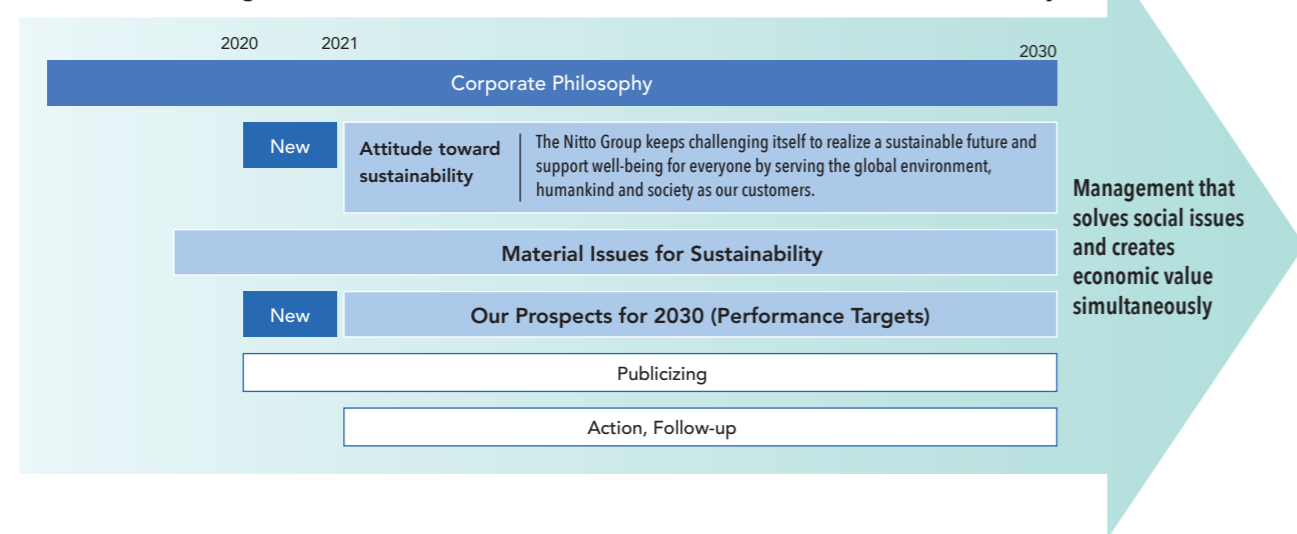 2020 2021 2030
Corporate Philosophy
New
Attitude toward
sustainability
The Nitto Group keeps challenging itself to realize a sustainable future and
support well-being for everyone by serving the global environment,
humankind and society as our customers.
Material Issues for Sustainability
New
Our Prospects for 2030 (Performance Targets)
Publicizing
Action, Follow-up
Management that
solves social issues
and creates
economic value
simultaneously